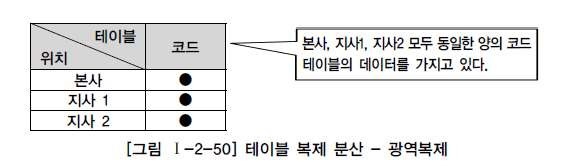 테이블
위치
코드
본사, 지사1, 지사2 모두 동일한 양의 코드
테이블의 데이터를 가지고 있다.
본사 ●
지사 1 ●
지사 2 ●
[그림 Ⅰ-2-50] 테이블 복제 분산 - 광역복제